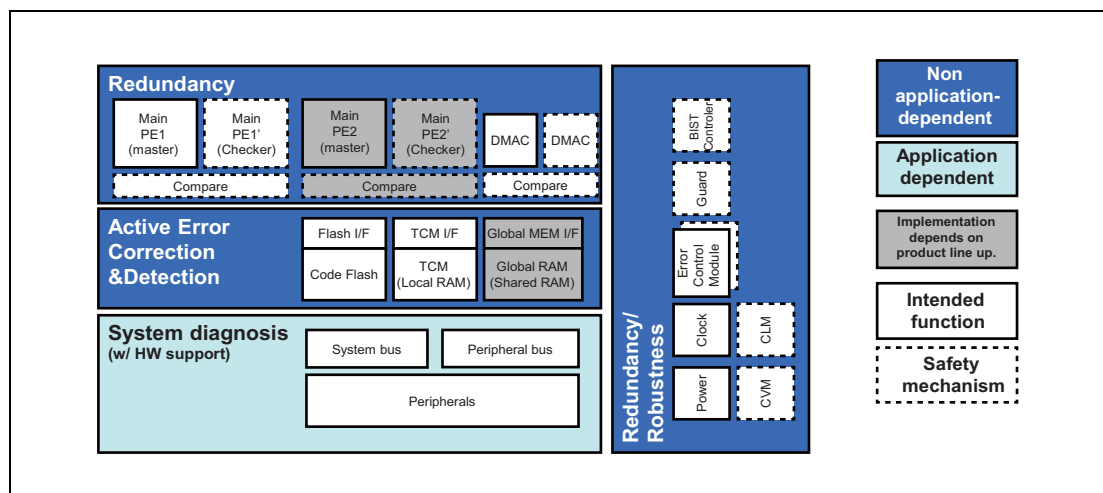 Redundancy
Main
PE1
(master)
Main
PE1'
(Checker)
Main
PE2
(master)
Main
PE2'
(Checker)
DMAC
DMAC
Compare
Compare
Compare
Active Error
Correction
&Detection
Flash I/F
TCM I/F
Global MEM I/F
Code Flash
TCM
(Local RAM)
Global RAM
(Shared RAM)
System diagnosis
(w/ HW support)
System bus
Peripheral bus
Peripherals
Redundancy/
Robustness
BIST
Controler
Guard
Error
Control
Module
Clock
CLM
Power
CVM
Non
application-
dependent
Application
dependent
Implementation
depends on
product line up.
Intended
function
Safety
mechanism